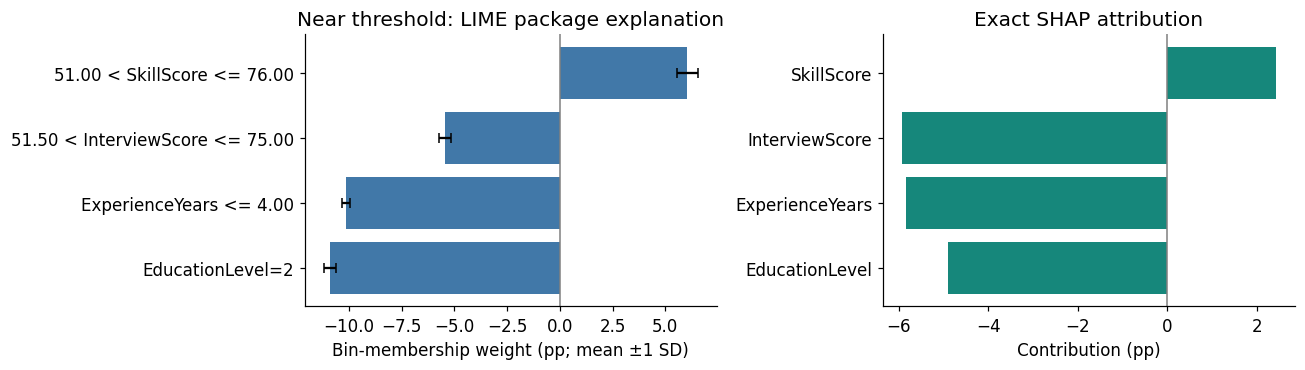 Near threshold: LIME package explanation
51.00 < SkillScore <= 76.00
51.50 < InterviewScore <= 75.00
ExperienceYears <= 4.00
EducationLevel=2
−10.0 −7.5 −5.0 −2.5 0.0 2.5 5.0
Bin-membership weight (pp; mean ±1 SD)
Exact SHAP attribution
SkillScore
InterviewScore
ExperienceYears
EducationLevel
−6 −4 −2 0 2
Contribution (pp)